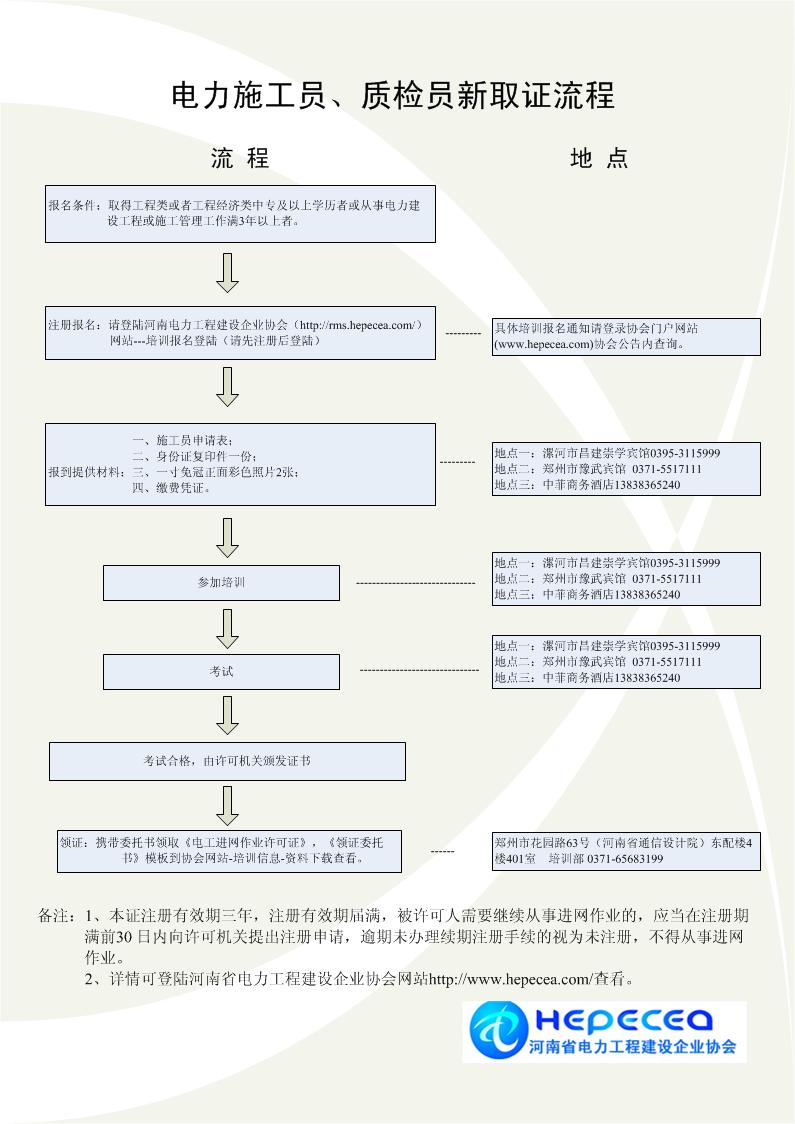 电力施工员、质检员新取证流程
流 程
地 点
报名条件：取得工程类或者工程经济类中专及以上学历者或从事电力建
设工程或施工管理工作满3年以上者。
注册报名：请登陆河南电力工程建设企业协会（http://rms.hepecea.com/）
网站---培训报名登陆（请先注册后登陆）
---------
具体培训报名通知请登录协会门户网站
(www.hepecea.com)协会公告内查询。
一、施工员申请表；
二、身份证复印件一份；
报到提供材料：三、一寸免冠正面彩色照片2张；
四、缴费凭证。
---------
地点一：漯河市昌建崇学宾馆0395-3115999
地点二：郑州市豫武宾馆 0371-5517111
地点三：中菲商务酒店13838365240
参加培训
地点一：漯河市昌建崇学宾馆0395-3115999
地点二：郑州市豫武宾馆 0371-5517111
地点三：中菲商务酒店13838365240
考试
地点一：漯河市昌建崇学宾馆0395-3115999
地点二：郑州市豫武宾馆 0371-5517111
地点三：中菲商务酒店13838365240
考试合格，由许可机关颁发证书
领证：携带委托书领取《电工进网作业许可证》，《领证委托
书》模板到协会网站-培训信息-资料下载查看。
------
郑州市花园路63号（河南省通信设计院）东配楼4
楼401室 培训部 0371-65683199
备注：1、本证注册有效期三年，注册有效期届满，被许可人需要继续从事进网作业的，应当在注册期
满前30 日内向许可机关提出注册申请，逾期未办理续期注册手续的视为未注册，不得从事进网
作业。
2、详情可登陆河南省电力工程建设企业协会网站http://www.hepecea.com/查看。
HEPECEA
河南省电力工程建设企业协会